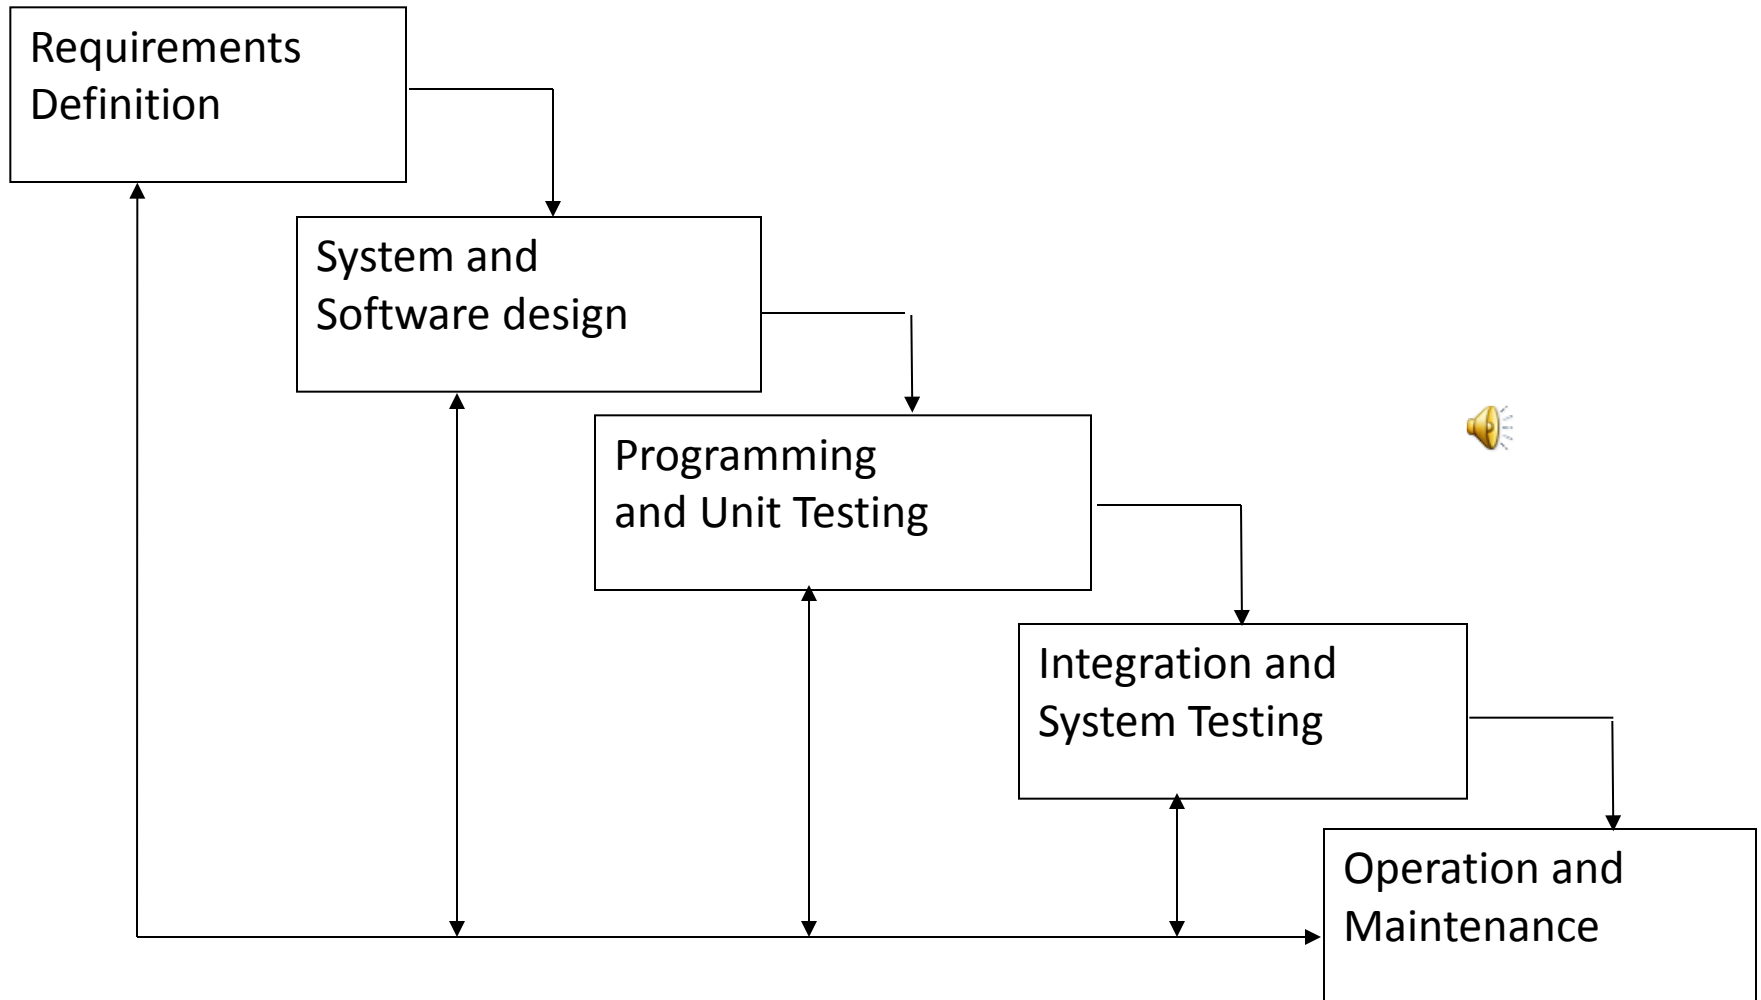 Requirements
Definition
System and
Software design
Programming
and Unit Testing
Integration and
System Testing
Operation and
Maintenance